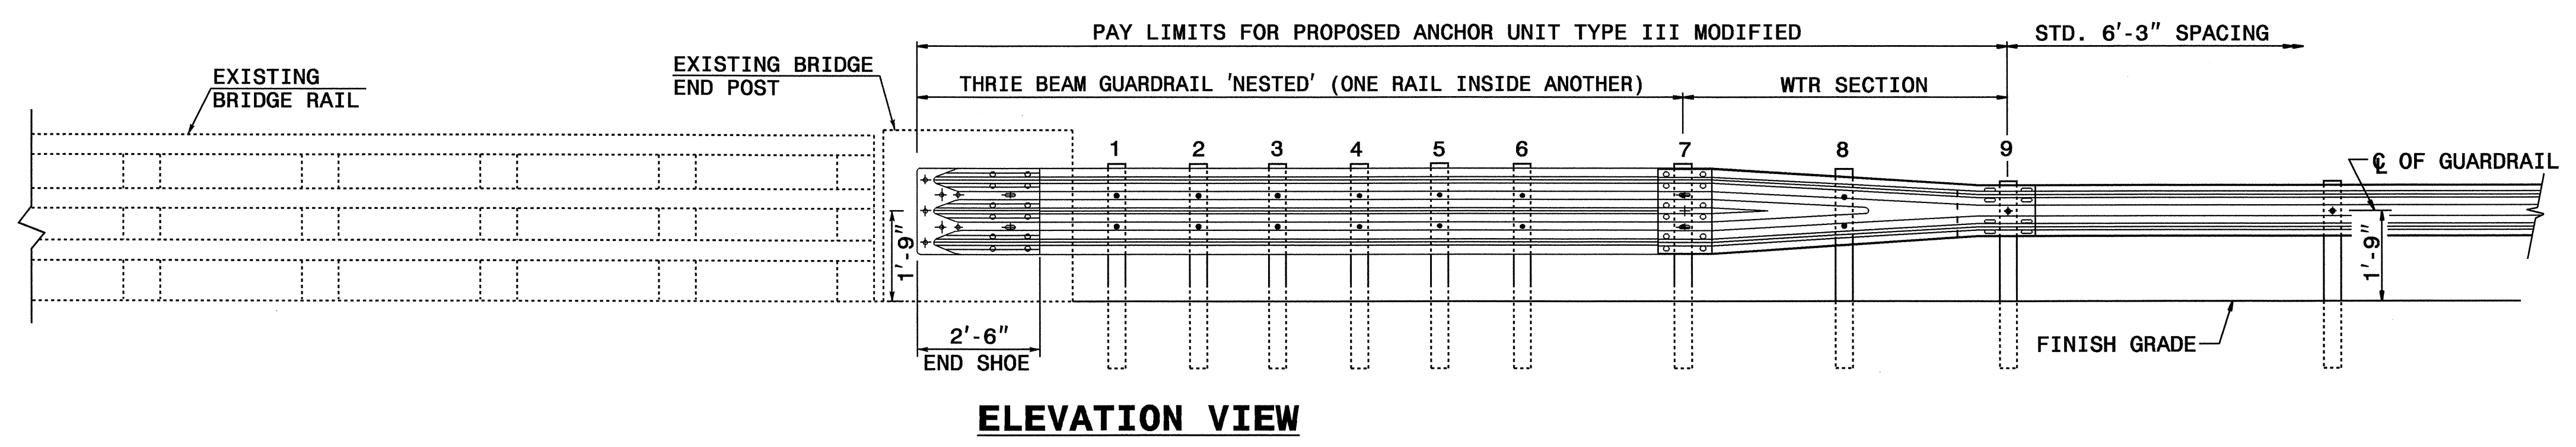 PAY LIMITS FOR PROPOSED ANCHOR UNIT TYPE III MODIFIED
STD. 6'-3" SPACING
EXISTING
BRIDGE RAIL
EXISTING BRIDGE
END POST
THRIE BEAM GUARDRAIL 'NESTED' (ONE RAIL INSIDE ANOTHER)
WTR SECTION
1 2 3 4 5 6 7 8 9
℄ OF GUARDRAIL
1'-9"
1'-9"
2'-6"
END SHOE
FINISH GRADE
ELEVATION VIEW